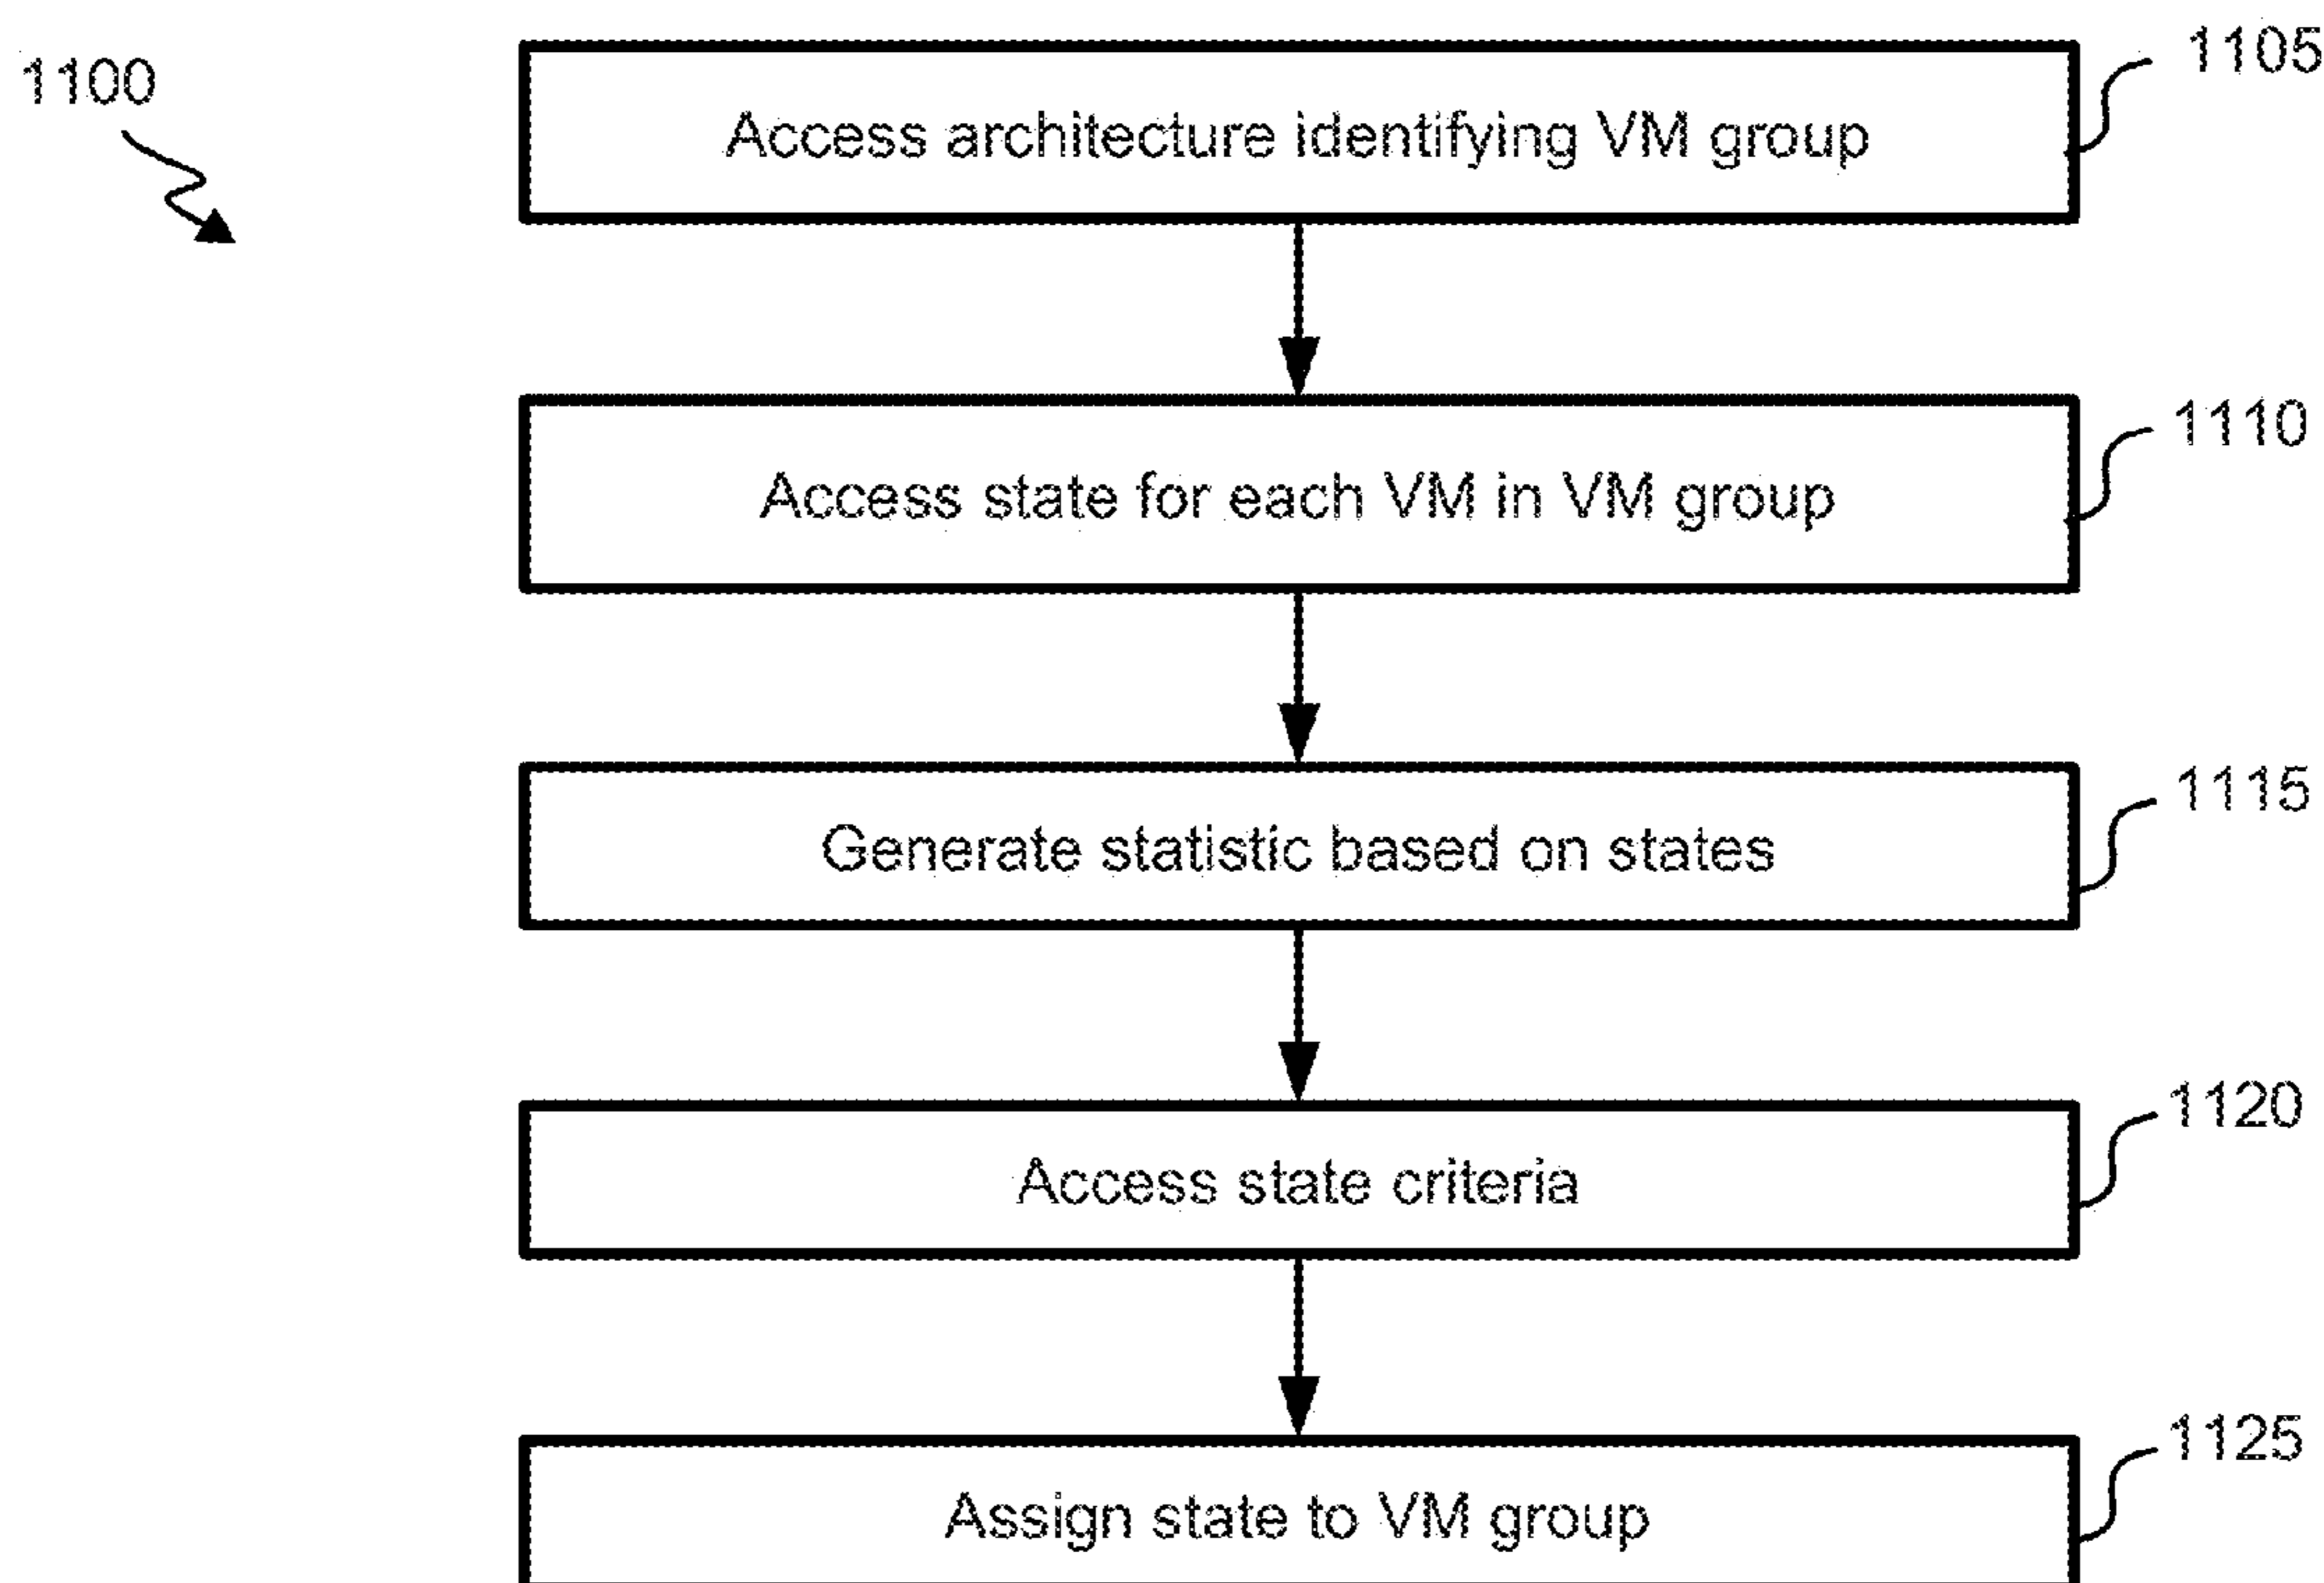 1100
1105
Access architecture identifying VM group
1110
Access state for each VM in VM group
1115
Generate statistic based on states
1120
Access state criteria
1125
Assign state to VM group